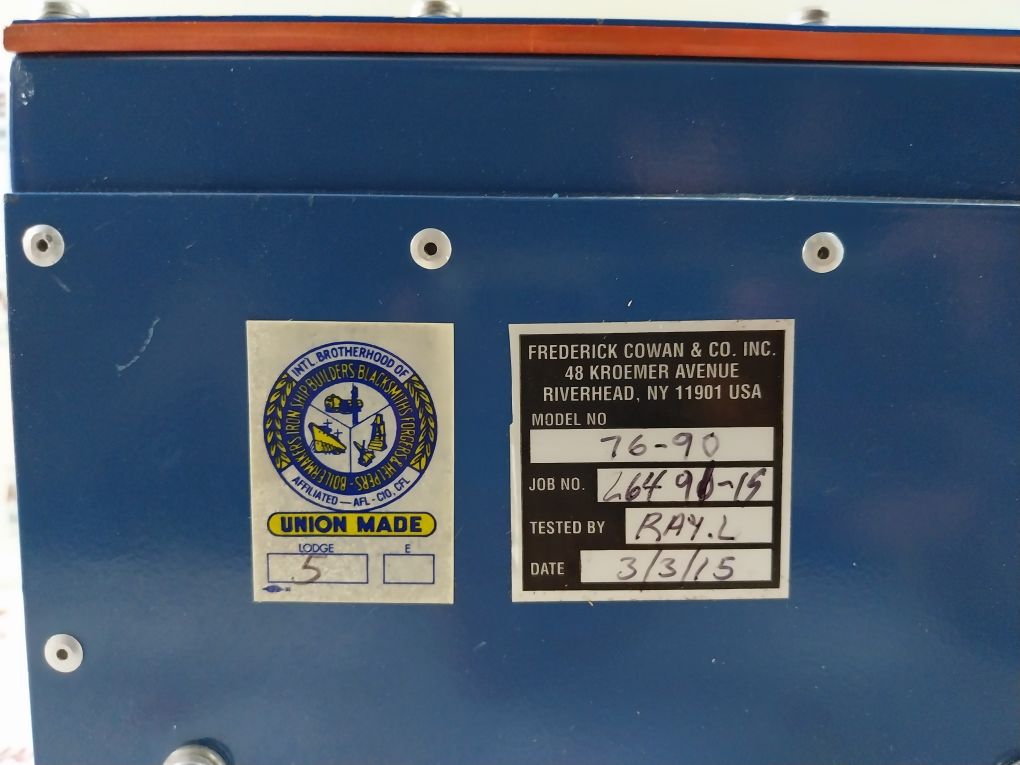 INT'L BROTHERHOOD OF
BOILERMAKERS IRON SHIP BUILDERS BLACKSMITHS FORGERS & HELPERS -
AFFILIATED — AFL - CIO, CFL
UNION MADE
LODGE E
5
FREDERICK COWAN & CO. INC.
48 KROEMER AVENUE
RIVERHEAD, NY 11901 USA
MODEL NO
76-90
JOB NO.
TESTED BY RAY.L
DATE 3/3/15